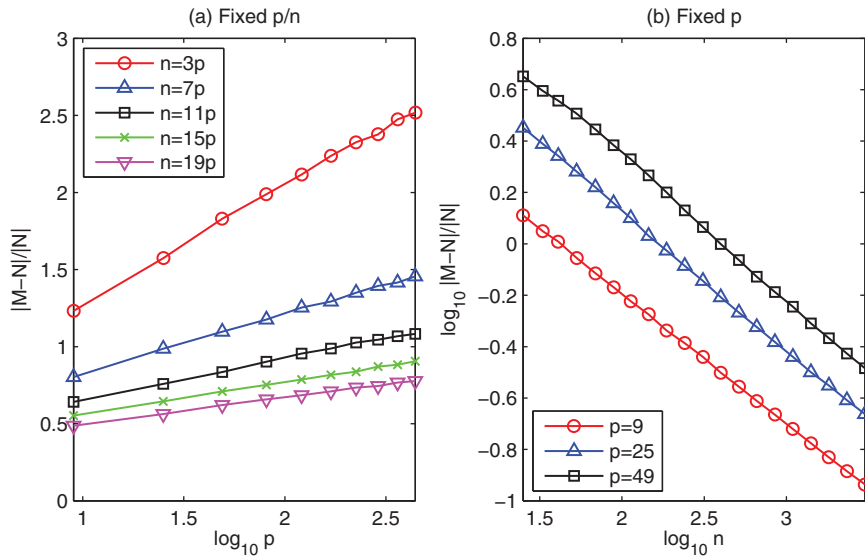 (a) Fixed p/n
3
2.5
2
1.5
1
0.5
0
|M−N|/|N|
n=3p
n=7p
n=11p
n=15p
n=19p
1
1.5
2
2.5
log10 p
(b) Fixed p
1
0.8
0.6
0.4
0.2
0
−0.2
−0.4
−0.6
−0.8
−1
log10 |M−N|/|N|
p=9
p=25
p=49
1.5
2
2.5
3
log10 n